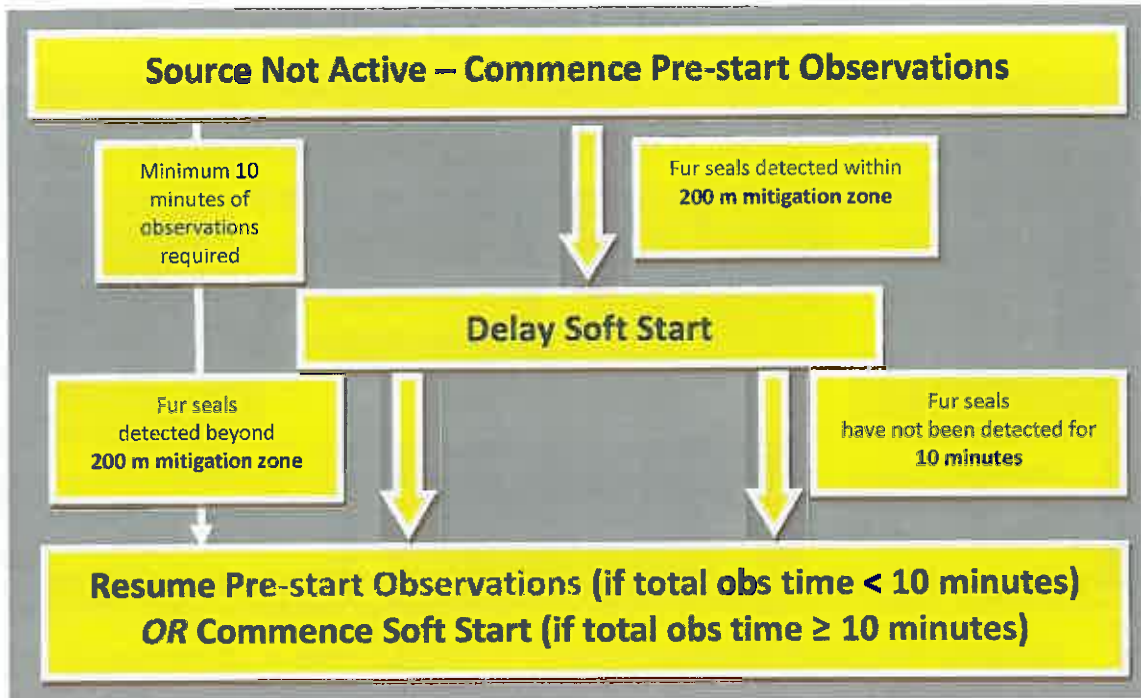 Source Not Active – Commence Pre-start Observations
Minimum 10
minutes of
observations
required
Fur seals detected within
200 m mitigation zone
Delay Soft Start
Fur seals
detected beyond
200 m mitigation zone
Fur seals
have not been detected for
10 minutes
Resume Pre-start Observations (if total obs time < 10 minutes)
OR Commence Soft Start (if total obs time ≥ 10 minutes)